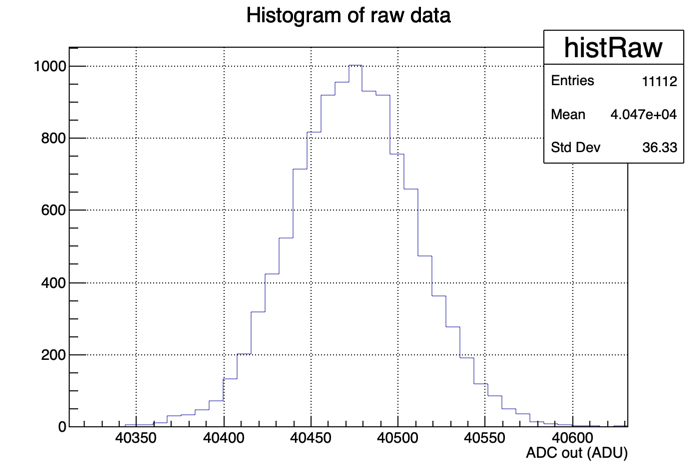 Histogram of raw data
histRaw
Entries 11112
Mean 4.047e+04
Std Dev 36.33
1000
800
600
400
200
0
40350 40400 40450 40500 40550 40600
ADC out (ADU)